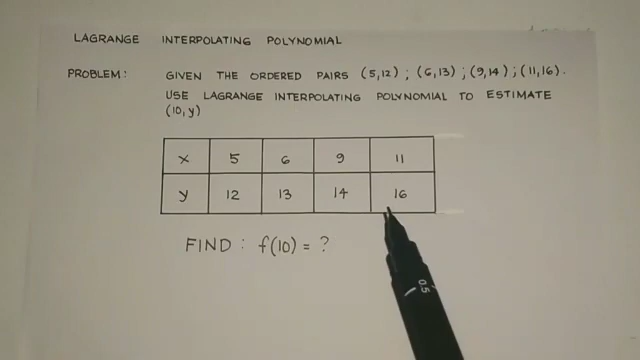 LAGRANGE INTERPOLATING POLYNOMIAL
PROBLEM: GIVEN THE ORDERED PAIRS (5,12) ; (6,13) ; (9,14) ; (11,16).
USE LAGRANGE INTERPOLATING POLYNOMIAL TO ESTIMATE
(10,y)
x 5 6 9 11
y 12 13 14 16
FIND: f(10) = ?
0.5